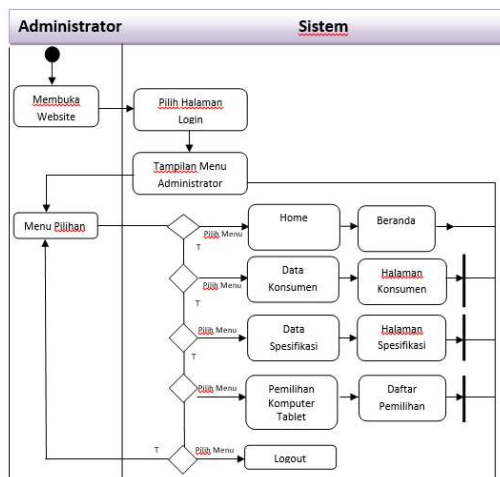 Administrator
Sistem
Membuka
Website
Pilih Halaman
Login
Tampilan Menu
Administrator
Menu Pilihan
Pilih Menu
Home
Beranda
T
Pilih Menu
Data
Konsumen
Halaman
Konsumen
T
Pilih Menu
Data
Spesifikasi
Halaman
Spesifikasi
T
Pilih Menu
Pemilihan
Komputer
Tablet
Daftar
Pemilihan
T
Pilih Menu
Logout